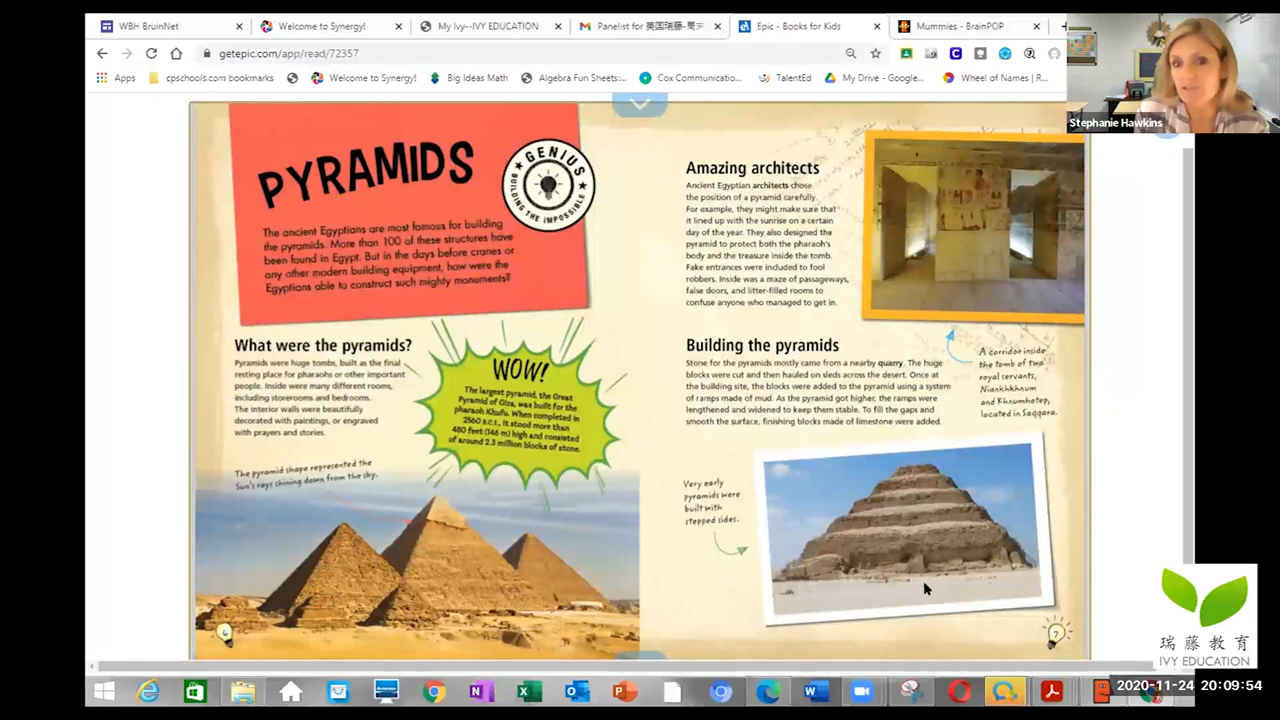 WBH BruinNet
Welcome to Synergy!
My Ivy--IVY EDUCATION
Panelist for 美国瑞藤-周末
Epic - Books for Kids
Mummies - BrainPOP
getepic.com/app/read/72357
Apps
cpschools.com bookmarks
Welcome to Synergy!
Big Ideas Math
Algebra Fun Sheets:...
Cox Communicatio...
TalentEd
My Drive - Google...
Wheel of Names | R...
Stephanie Hawkins
PYRAMIDS
GENIUS
BUILDING THE IMPOSSIBLE
The ancient Egyptians are most famous for building
the pyramids. More than 100 of these structures have
been found in Egypt. But in the days before cranes or
any other modern building equipment, how were the
Egyptians able to construct such mighty monuments?
What were the pyramids?
Pyramids were huge tombs, built as the final
resting place for pharaohs or other important
people. Inside were many different rooms,
including storerooms and bedrooms.
The interior walls were beautifully
decorated with paintings, or engraved
with prayers and stories.
WOW!
The largest pyramid, the Great
Pyramid of Giza, was built for the
pharaoh Khufu. When completed in
2560 B.C.E., it stood more than
480 feet (146 m) high and consisted
of around 2.3 million blocks of stone.
The pyramid shape represented the
Sun's rays shining down from the sky.
6
Amazing architects
Ancient Egyptian architects chose
the position of a pyramid carefully.
For example, they might make sure that
it lined up with the sunrise on a certain
day of the year. They also designed the
pyramid to protect both the pharaoh's
body and the treasure inside the tomb.
Fake entrances were included to fool
robbers. Inside was a maze of passageways,
false doors, and litter-filled rooms to
confuse anyone who managed to get in.
Building the pyramids
Stone for the pyramids mostly came from a nearby quarry. The huge
blocks were cut and then hauled on sleds across the desert. Once at
the building site, the blocks were added to the pyramid using a system
of ramps made of mud. As the pyramid got higher, the ramps were
lengthened and widened to keep them stable. To fill the gaps and
smooth the surface, finishing blocks made of limestone were added.
A corridor inside
the tomb of two
royal servants,
Niankhkhnum
and Khnumhotep,
located in Saqqara.
Very early
pyramids were
built with
stepped sides.
7
瑞藤教育
IVY EDUCATION
2020-11-24 20:09:54